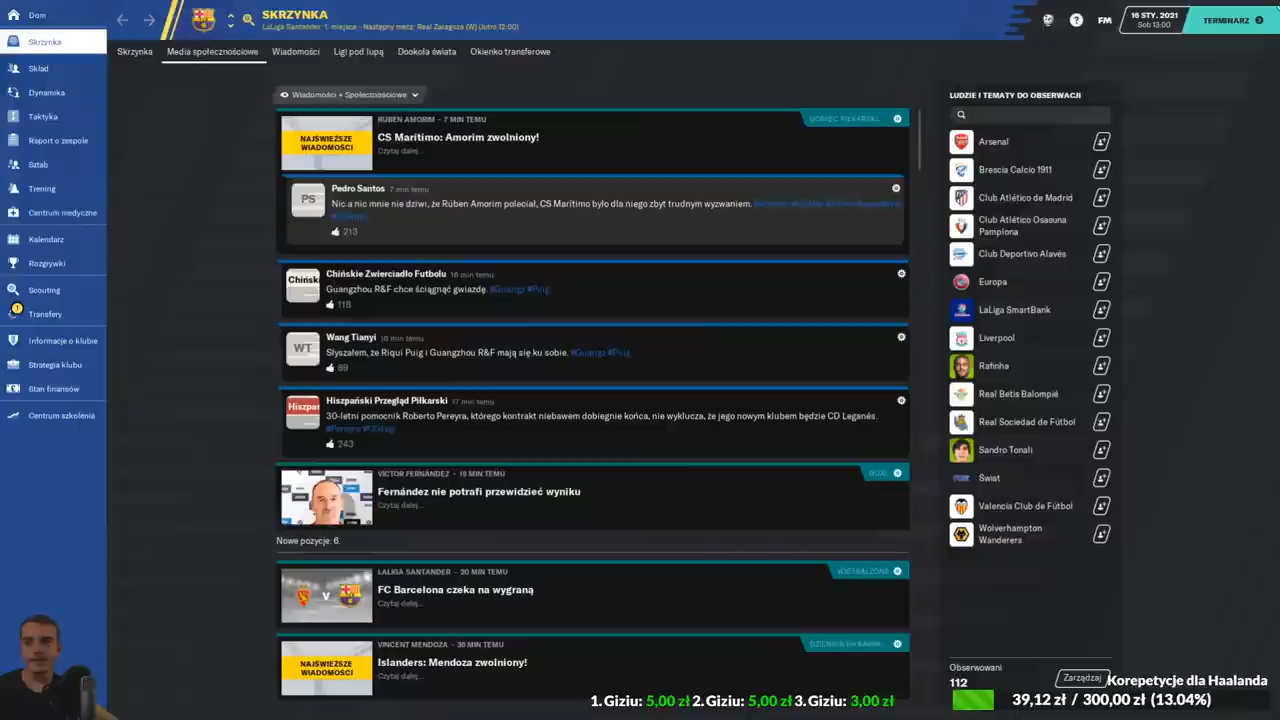 Dom
SKRZYNKA
LaLiga Santander: 1. miejsce - Następny mecz: Real Zaragoza (W) (Jutro 12:00)
FM
16 STY. 2021
Sob 13:00
TERMINARZ
Skrzynka
Skład
Dynamika
Taktyka
Raport o zespole
Sztab
Trening
Centrum medyczne
Kalendarz
Rozgrywki
Scouting
1
Transfery
Informacje o klubie
Strategia klubu
Stan finansów
Centrum szkolenia
Skrzynka
Media społecznościowe
Wiadomości
Ligi pod lupą
Dookoła świata
Okienko transferowe
Wiadomości + Społecznościowe
RÚBEN AMORIM - 7 MIN TEMU
GONIEC PIŁKARSKI
NAJŚWIEŻSZE
WIADOMOŚCI
CS Marítimo: Amorim zwolniony!
Czytaj dalej...
PS
Pedro Santos 7 min temu
Nic a nic mnie nie dziwi, że Rúben Amorim poleciał, CS Marítimo było dla niego zbyt trudnym wyzwaniem.
213
Chiński
Chińskie Zwierciadło Futbolu 16 min temu
Guangzhou R&F chce ściągnąć gwiazdę. #Guangz #Puig
118
WT
Wang Tianyi 16 min temu
Słyszałem, że Riqui Puig i Guangzhou R&F mają się ku sobie. #Guangz #Puig
89
Hiszpań
Hiszpański Przegląd Piłkarski 17 min temu
30-letni pomocnik Roberto Pereyra, którego kontrakt niebawem dobiegnie końca, nie wyklucza, że jego nowym klubem będzie CD Leganés.
243
VÍCTOR FERNÁNDEZ - 19 MIN TEMU
Fernández nie potrafi przewidzieć wyniku
Czytaj dalej...
Nowe pozycje: 6.
LALIGA SANTANDER - 20 MIN TEMU
VOETBALZONE
V
FC Barcelona czeka na wygraną
Czytaj dalej...
VINCENT MENDOZA - 36 MIN TEMU
NAJŚWIEŻSZE
WIADOMOŚCI
Islanders: Mendoza zwolniony!
Czytaj dalej...
LUDZIE I TEMATY DO OBSERWACJI
Arsenal
Brescia Calcio 1911
Club Atlético de Madrid
Club Atlético Osasuna
Pamplona
Club Deportivo Alavés
Europa
LaLiga SmartBank
Liverpool
Rafinha
Real Betis Balompié
Real Sociedad de Fútbol
Sandro Tonali
Świat
Valencia Club de Fútbol
Wolverhampton
Wanderers
Obserwowani
112
Zarządzaj
Korepetycje dla Haalanda
39,12 zł / 300,00 zł (13.04%)
1. Giziu: 5,00 zł 2. Giziu: 5,00 zł 3. Giziu: 3,00 zł